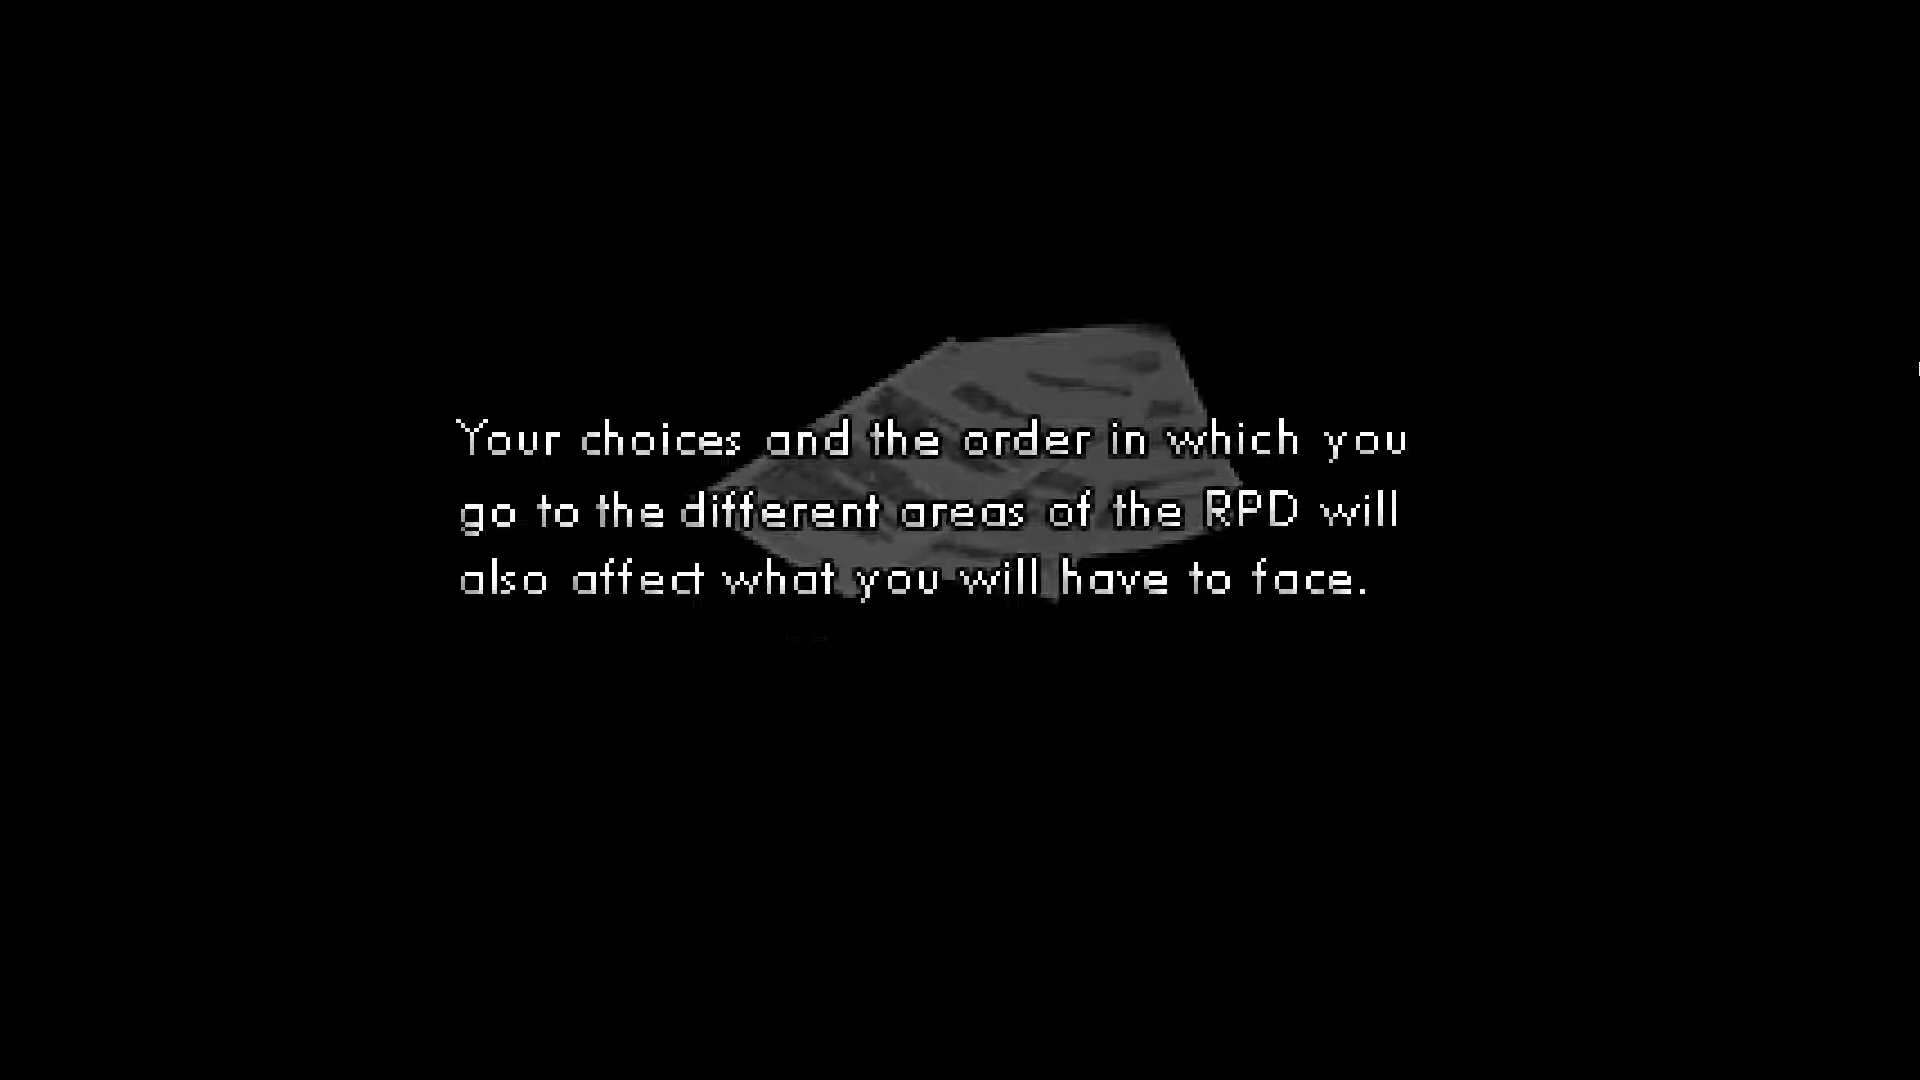 Your choices and the order in which you
go to the different areas of the RPD will
also affect what you will have to face.